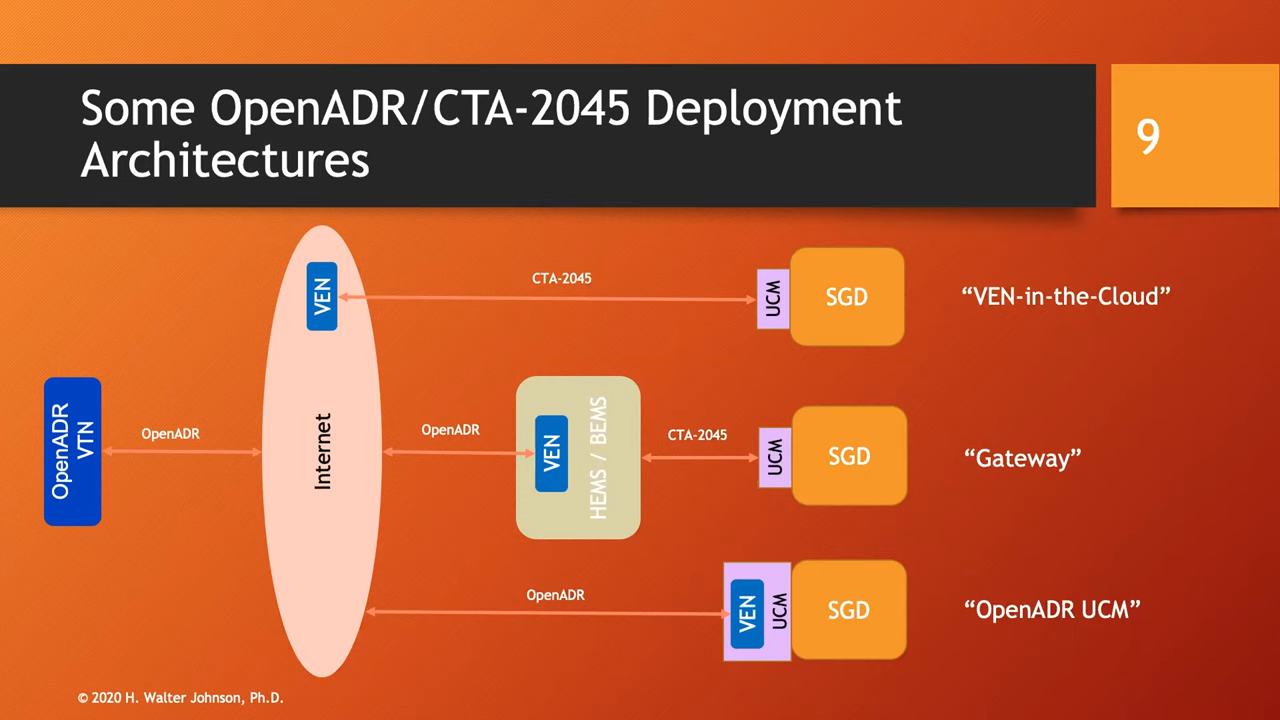 Some OpenADR/CTA-2045 Deployment
Architectures
9
VEN
CTA-2045
UCM
SGD
“VEN-in-the-Cloud”
OpenADR
VTN
OpenADR
Internet
OpenADR
VEN
HEMS / BEMS
CTA-2045
UCM
SGD
“Gateway”
OpenADR
VEN
UCM
SGD
“OpenADR UCM”
© 2020 H. Walter Johnson, Ph.D.